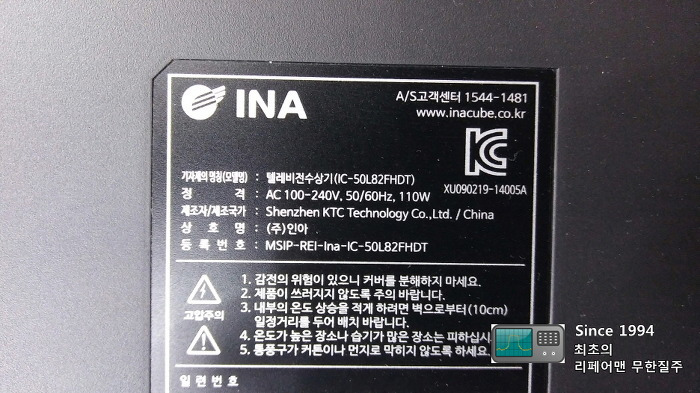 INA
A/S고객센터 1544-1481
www.inacube.co.kr
XU090219-14005A
기자재의 명칭(모델명) : 텔레비전수상기(IC-50L82FHDT)
정 격 : AC 100-240V, 50/60Hz, 110W
제조자/제조국가 : Shenzhen KTC Technology Co.,Ltd. / China
상 호 명 : (주)인아
등 록 번 호 : MSIP-REI-Ina-IC-50L82FHDT
고압주의
1. 감전의 위험이 있으니 커버를 분해하지 마세요.
2. 제품이 쓰러지지 않도록 주의 바랍니다.
3. 내부의 온도 상승을 적게 하려면 벽으로부터(10cm)
일정거리를 두어 배치 바랍니다.
4. 온도가 높은 장소나 습기가 많은 장소는 피하십시
5. 통풍구가 커튼이나 먼지로 막히지 않도록 하세요.
일 련 번 호
Since 1994
최초의
리페어맨 무한질주